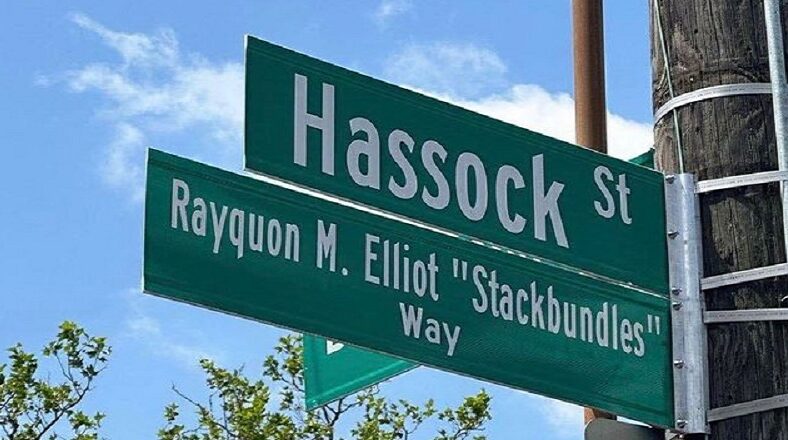 Hassock St
Rayquon M. Elliot "Stackbundles"
Way